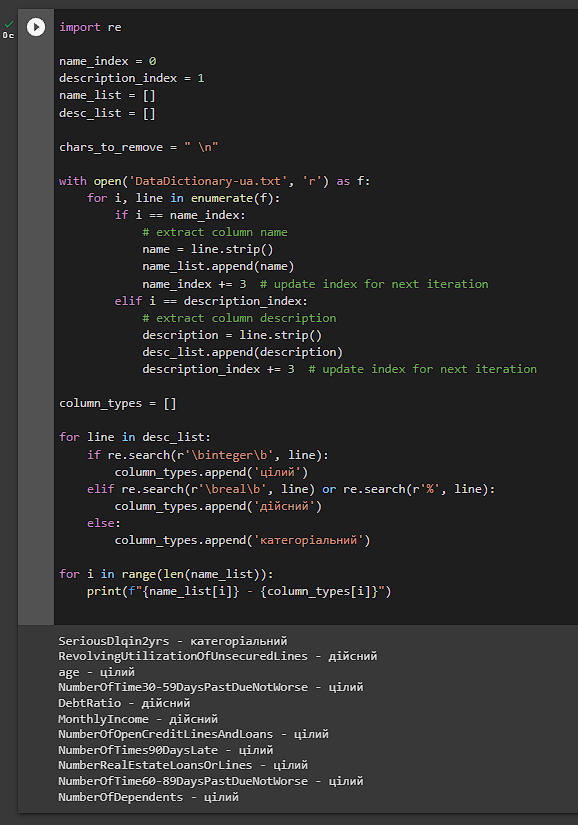 0c
import re
name_index = 0
description_index = 1
name_list = []
desc_list = []
chars_to_remove = " \n"
with open('DataDictionary-ua.txt', 'r') as f:
    for i, line in enumerate(f):
        if i == name_index:
            # extract column name
            name = line.strip()
            name_list.append(name)
            name_index += 3  # update index for next iteration
        elif i == description_index:
            # extract column description
            description = line.strip()
            desc_list.append(description)
            description_index += 3  # update index for next iteration
column_types = []
for line in desc_list:
    if re.search(r'\binteger\b', line):
        column_types.append('цілий')
    elif re.search(r'\breal\b', line) or re.search(r'%', line):
        column_types.append('дійсний')
    else:
        column_types.append('категоріальний')
for i in range(len(name_list)):
    print(f"{name_list[i]} - {column_types[i]}")
SeriousDlqin2yrs - категоріальний
RevolvingUtilizationOfUnsecuredLines - дійсний
age - цілий
NumberOfTime30-59DaysPastDueNotWorse - цілий
DebtRatio - дійсний
MonthlyIncome - дійсний
NumberOfOpenCreditLinesAndLoans - цілий
NumberOfTimes90DaysLate - цілий
NumberRealEstateLoansOrLines - цілий
NumberOfTime60-89DaysPastDueNotWorse - цілий
NumberOfDependents - цілий